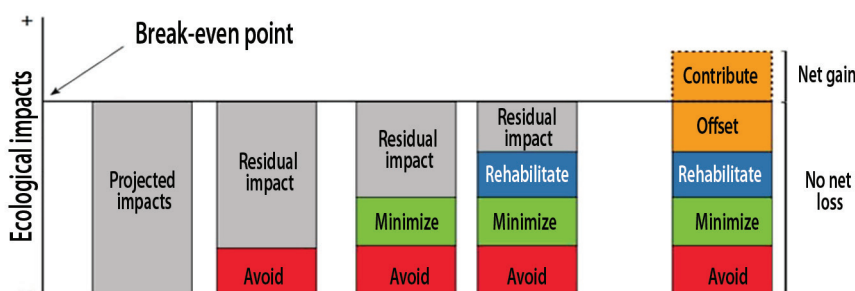 +
Break-even point
Ecological impacts
Projected
impacts
Residual
impact
Avoid
Residual
impact
Minimize
Avoid
Residual
impact
Rehabilitate
Minimize
Avoid
Contribute
Offset
Rehabilitate
Minimize
Avoid
Net gain
No net
loss